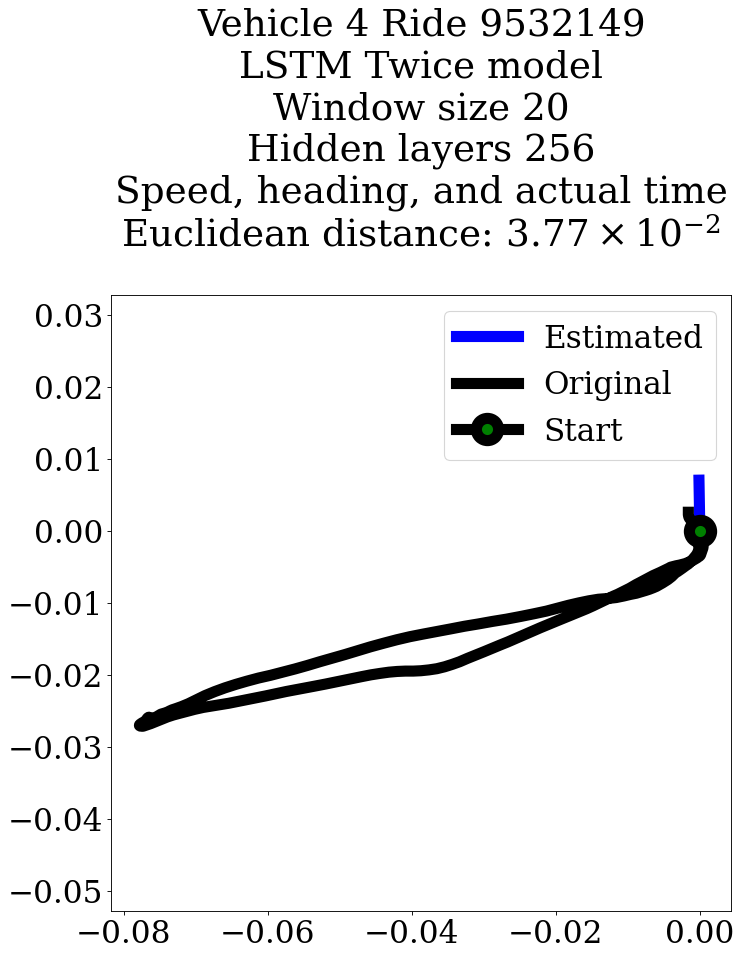 Vehicle 4 Ride 9532149
LSTM Twice model
Window size 20
Hidden layers 256
Speed, heading, and actual time
Euclidean distance: 3.77 × 10⁻²
Estimated
Original
Start
0.03
0.02
0.01
0.00
−0.01
−0.02
−0.03
−0.04
−0.05
−0.08 −0.06 −0.04 −0.02 0.00